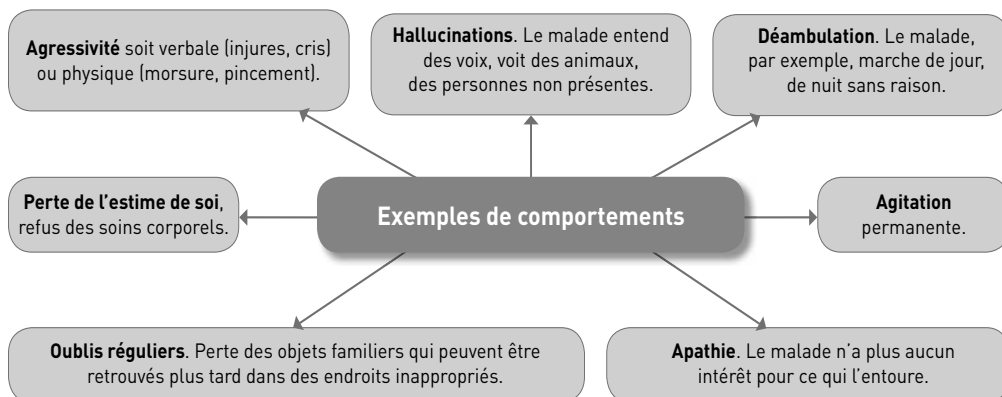 Agressivité soit verbale (injures, cris)
ou physique (morsure, pincement).
Hallucinations. Le malade entend
des voix, voit des animaux,
des personnes non présentes.
Déambulation. Le malade,
par exemple, marche de jour,
de nuit sans raison.
Perte de l'estime de soi,
refus des soins corporels.
Exemples de comportements
Agitation
permanente.
Oublis réguliers. Perte des objets familiers qui peuvent être
retrouvés plus tard dans des endroits inappropriés.
Apathie. Le malade n'a plus aucun
intérêt pour ce qui l'entoure.